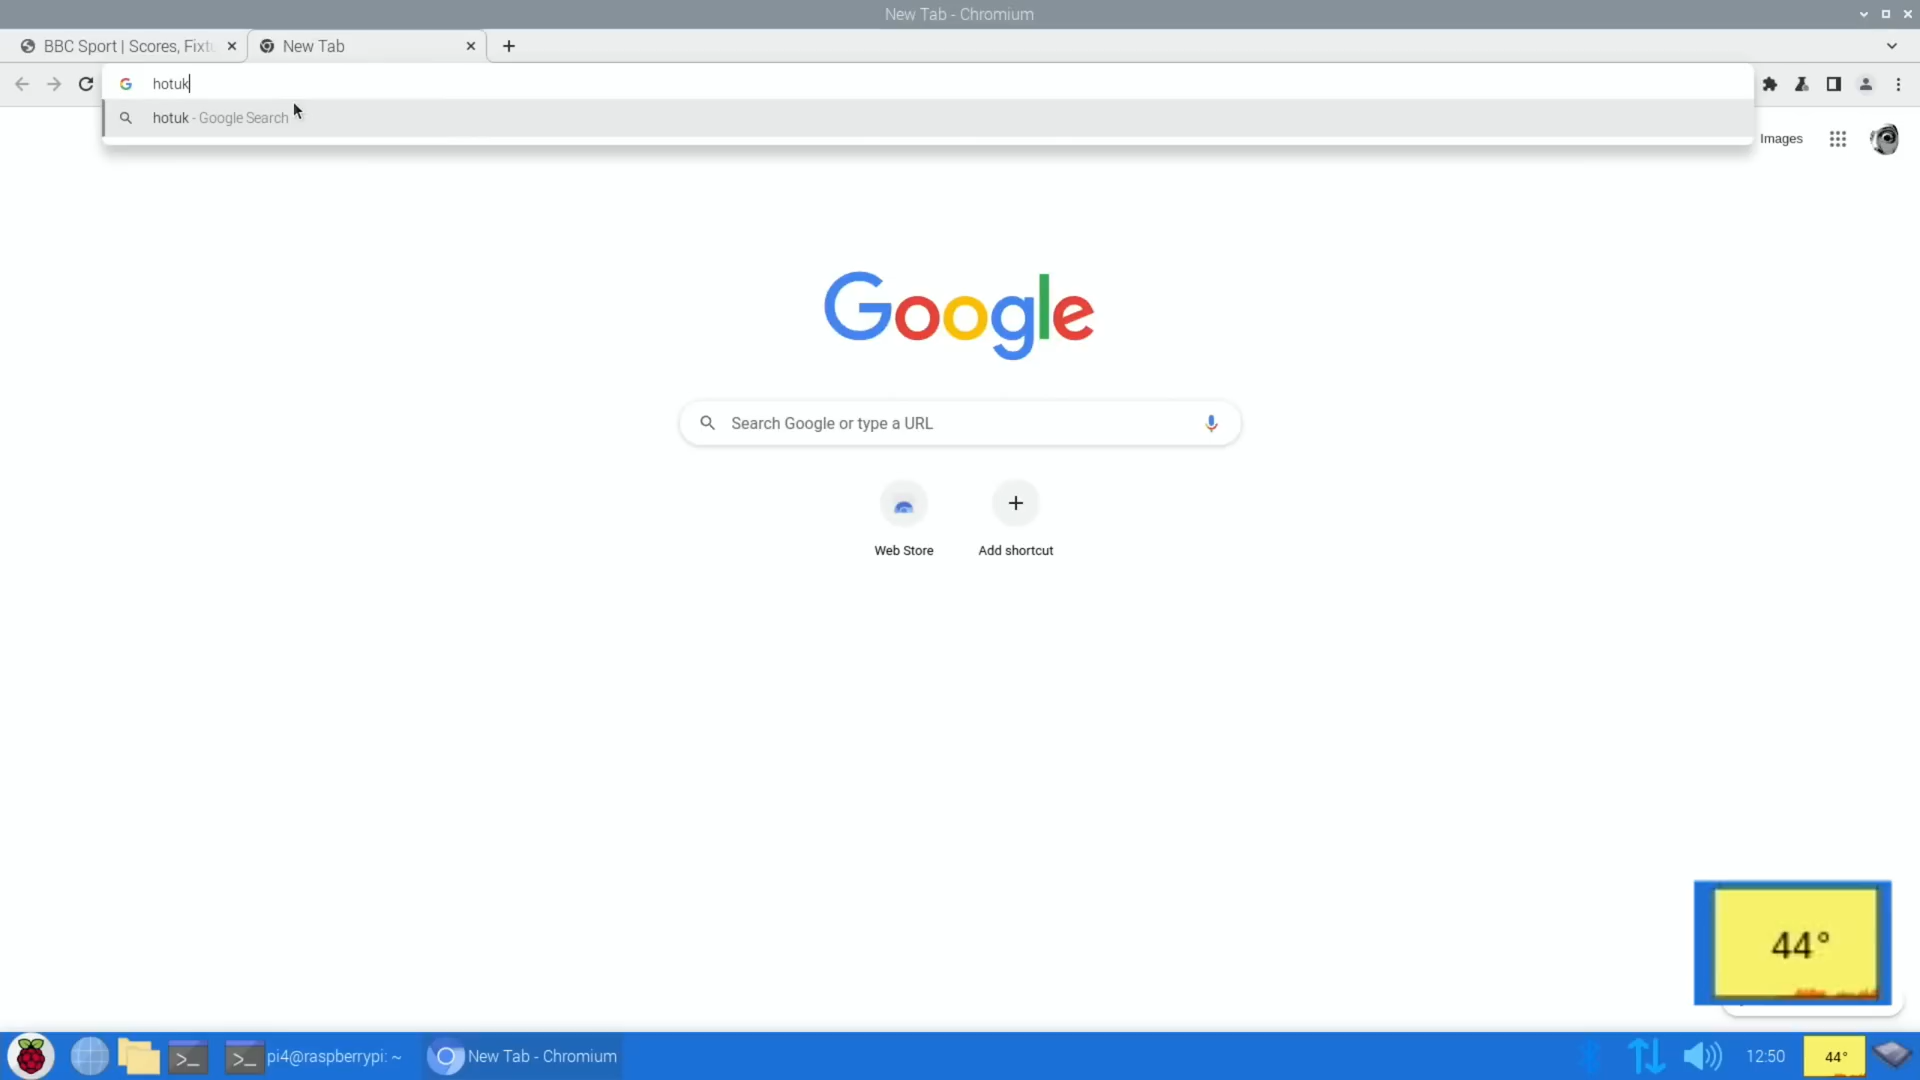 New Tab - Chromium
BBC Sport | Scores, Fixtu
New Tab
hotuk
hotuk - Google Search
Images
Google
Search Google or type a URL
Web Store
Add shortcut
44°
pi4@raspberrypi: ~
New Tab - Chromium
12:50
44°